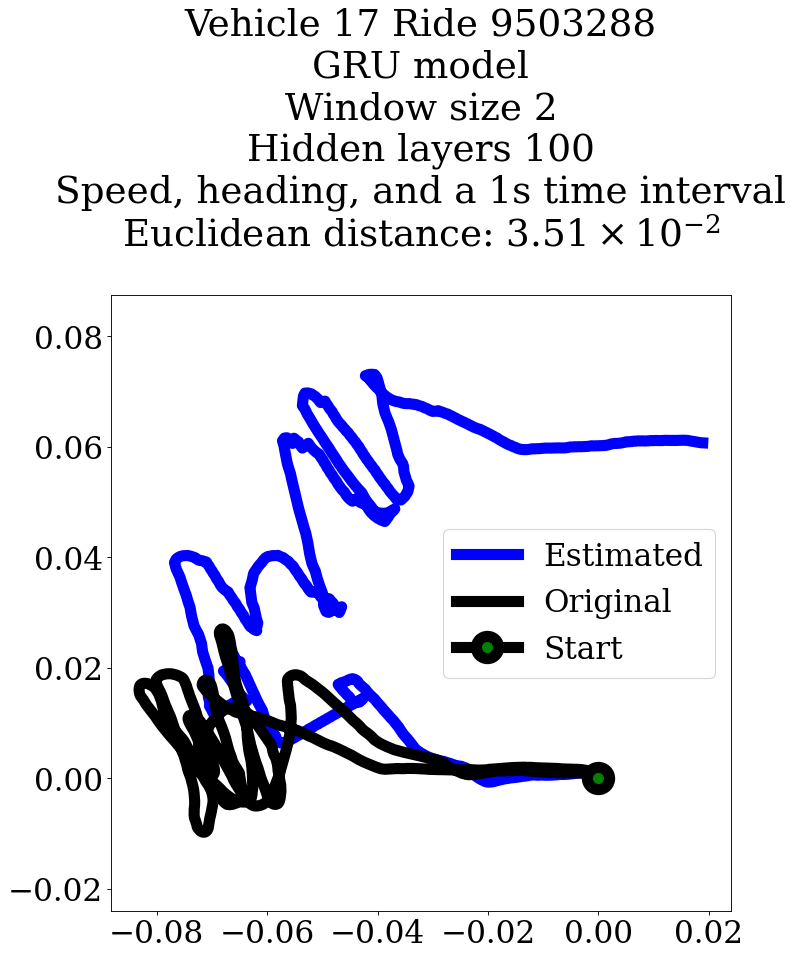 Vehicle 17 Ride 9503288
GRU model
Window size 2
Hidden layers 100
Speed, heading, and a 1s time interval
Euclidean distance: 3.51 × 10⁻²
0.08
0.06
0.04
0.02
0.00
−0.02
Estimated
Original
Start
−0.08 −0.06 −0.04 −0.02 0.00 0.02